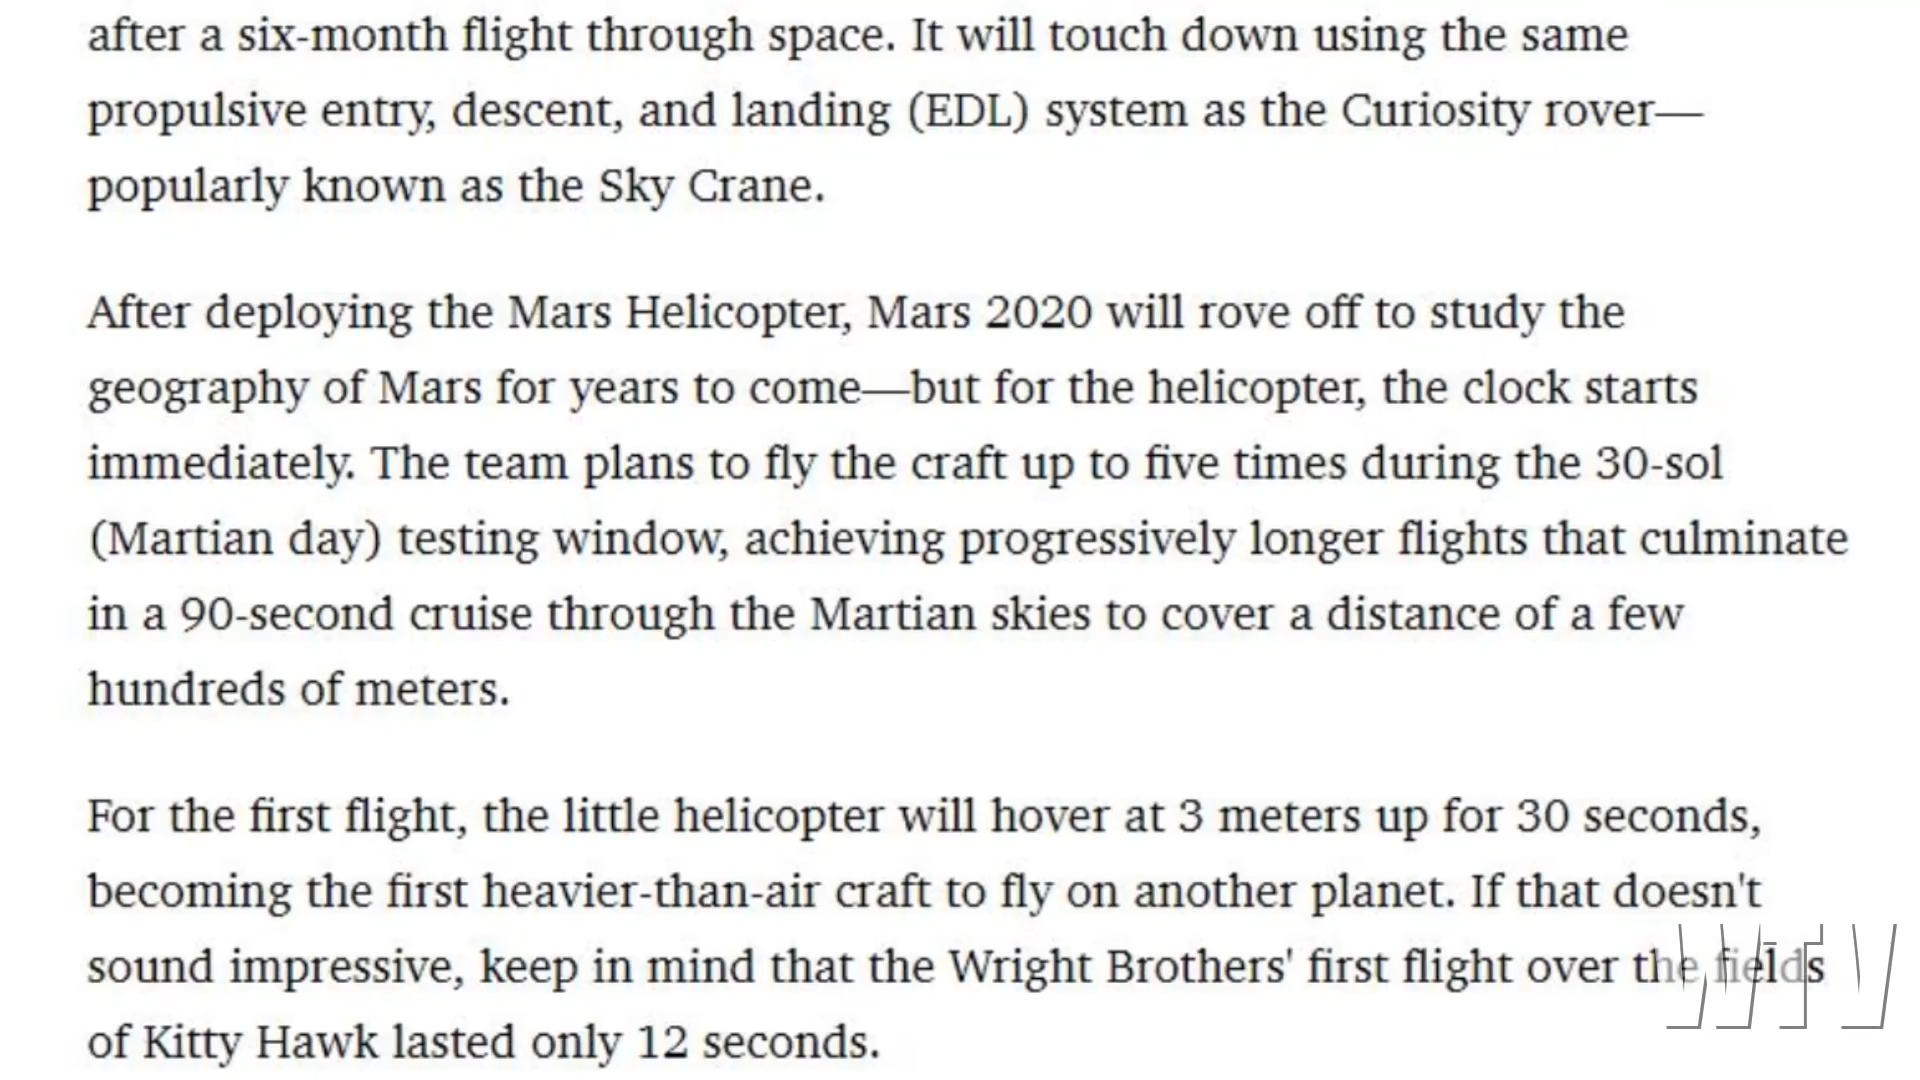 after a six-month flight through space. It will touch down using the same
propulsive entry, descent, and landing (EDL) system as the Curiosity rover—
popularly known as the Sky Crane.
After deploying the Mars Helicopter, Mars 2020 will rove off to study the
geography of Mars for years to come—but for the helicopter, the clock starts
immediately. The team plans to fly the craft up to five times during the 30-sol
(Martian day) testing window, achieving progressively longer flights that culminate
in a 90-second cruise through the Martian skies to cover a distance of a few
hundreds of meters.
For the first flight, the little helicopter will hover at 3 meters up for 30 seconds,
becoming the first heavier-than-air craft to fly on another planet. If that doesn't
sound impressive, keep in mind that the Wright Brothers' first flight over the fields
of Kitty Hawk lasted only 12 seconds.
WTV